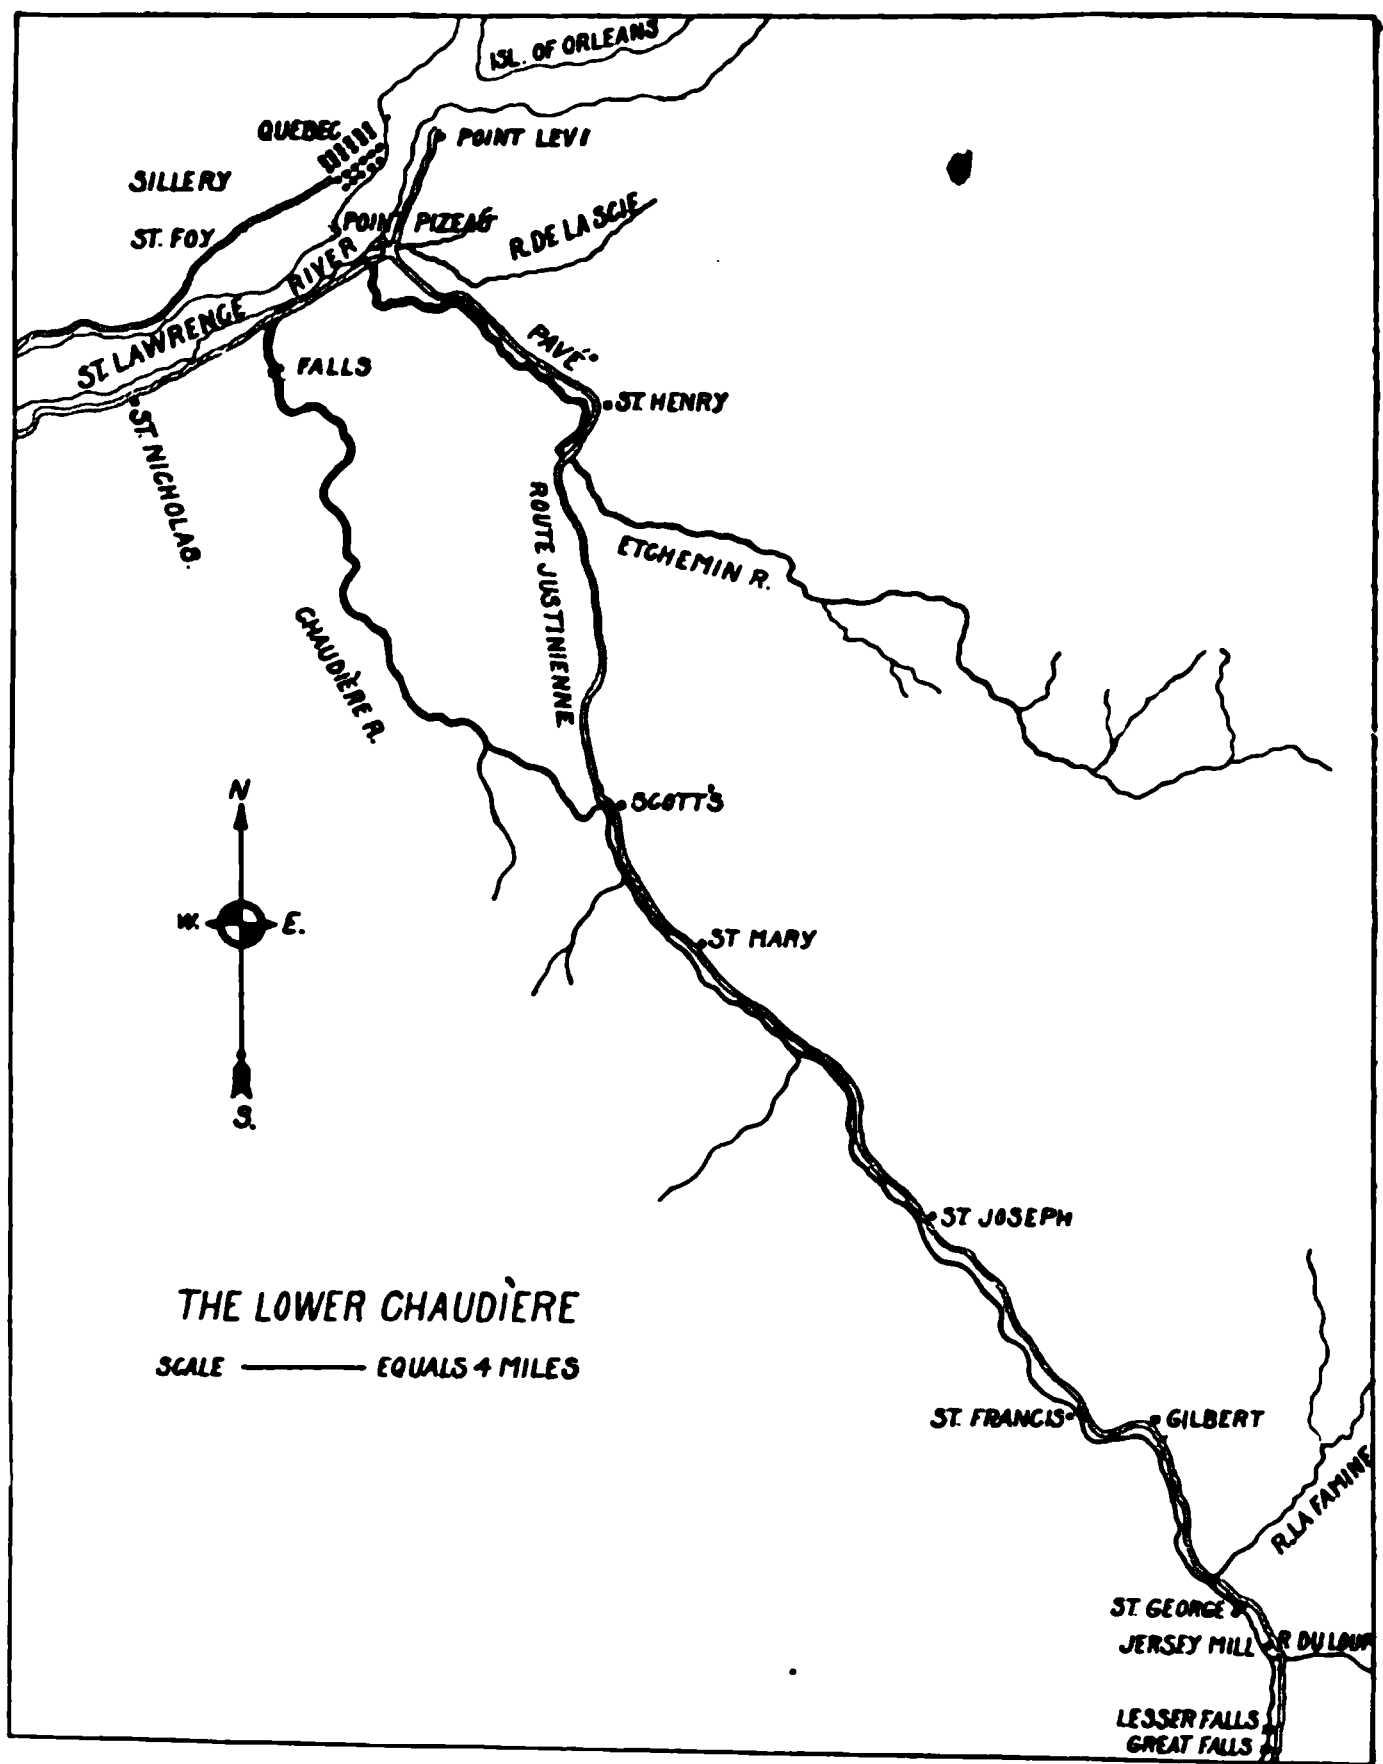 ISL. OF ORLEANS
QUEBEC
POINT LEVI
SILLERY
POINT PIZEAU
ST. FOY
R. DE LA SCIE
ST. LAWRENCE RIVER
PAVÉ
FALLS
ST. HENRY
ST. NICHOLAS.
ROUTE JUSTINIENNE
ETCHEMIN R.
CHAUDIÈRE R.
N
SCOTT'S
W. E.
ST MARY
S.
ST JOSEPH
THE LOWER CHAUDIÈRE
SCALE EQUALS 4 MILES
ST. FRANCIS
GILBERT
R. LA FAMINE
ST. GEORGE
JERSEY MILL
R DU LOUP
LESSER FALLS
GREAT FALLS